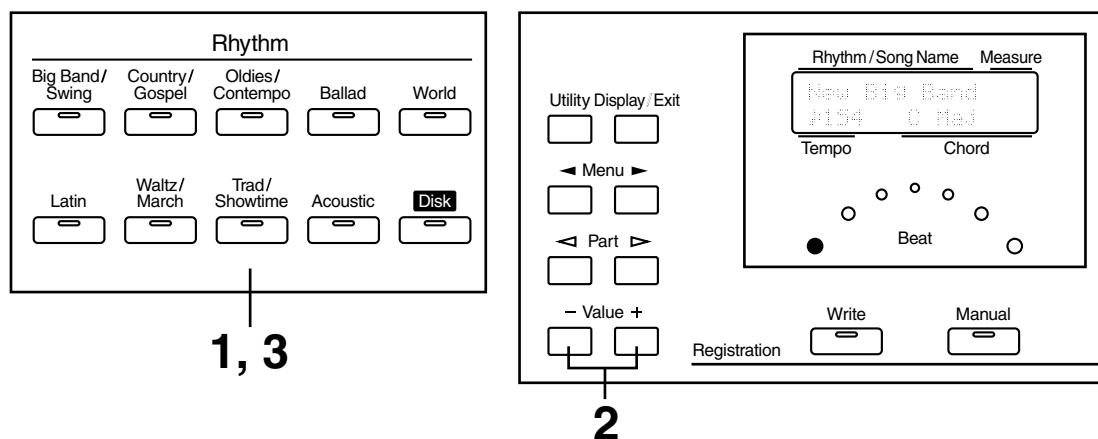 Rhythm
Big Band/ Swing
Country/ Gospel
Oldies/ Contempo
Ballad
World
Latin
Waltz/ March
Trad/ Showtime
Acoustic
Disk
1, 3
Utility Display/Exit
◄ Menu ►
◅ Part ▻
− Value +
2
Rhythm/Song Name Measure
New Big Band
♪154 C Maj
Tempo Chord
Beat
Write
Manual
Registration